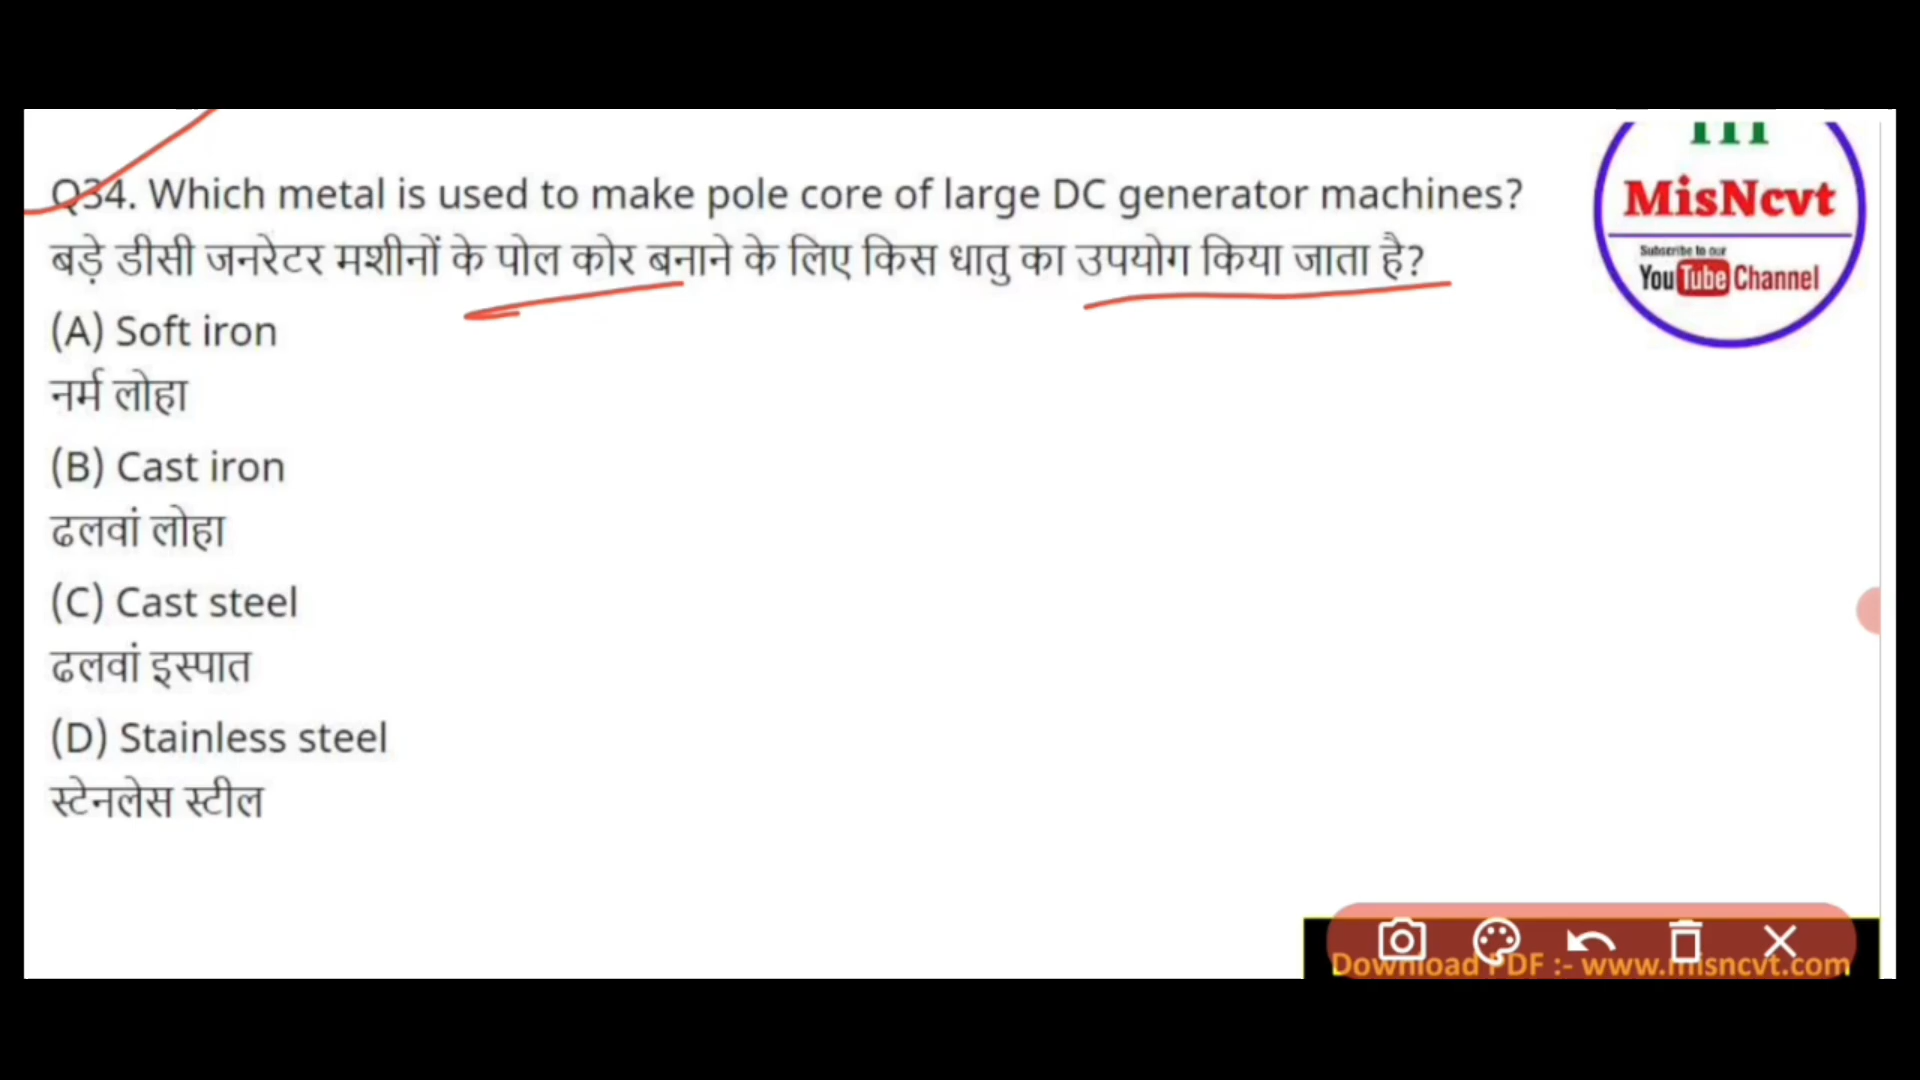 MisNcvt
Subscribe to our
YouTube Channel
Q34. Which metal is used to make pole core of large DC generator machines?
बड़े डीसी जनरेटर मशीनों के पोल कोर बनाने के लिए किस धातु का उपयोग किया जाता है?
(A) Soft iron
नर्म लोहा
(B) Cast iron
ढलवां लोहा
(C) Cast steel
ढलवां इस्पात
(D) Stainless steel
स्टेनलेस स्टील
Download PDF :- www.misncvt.com